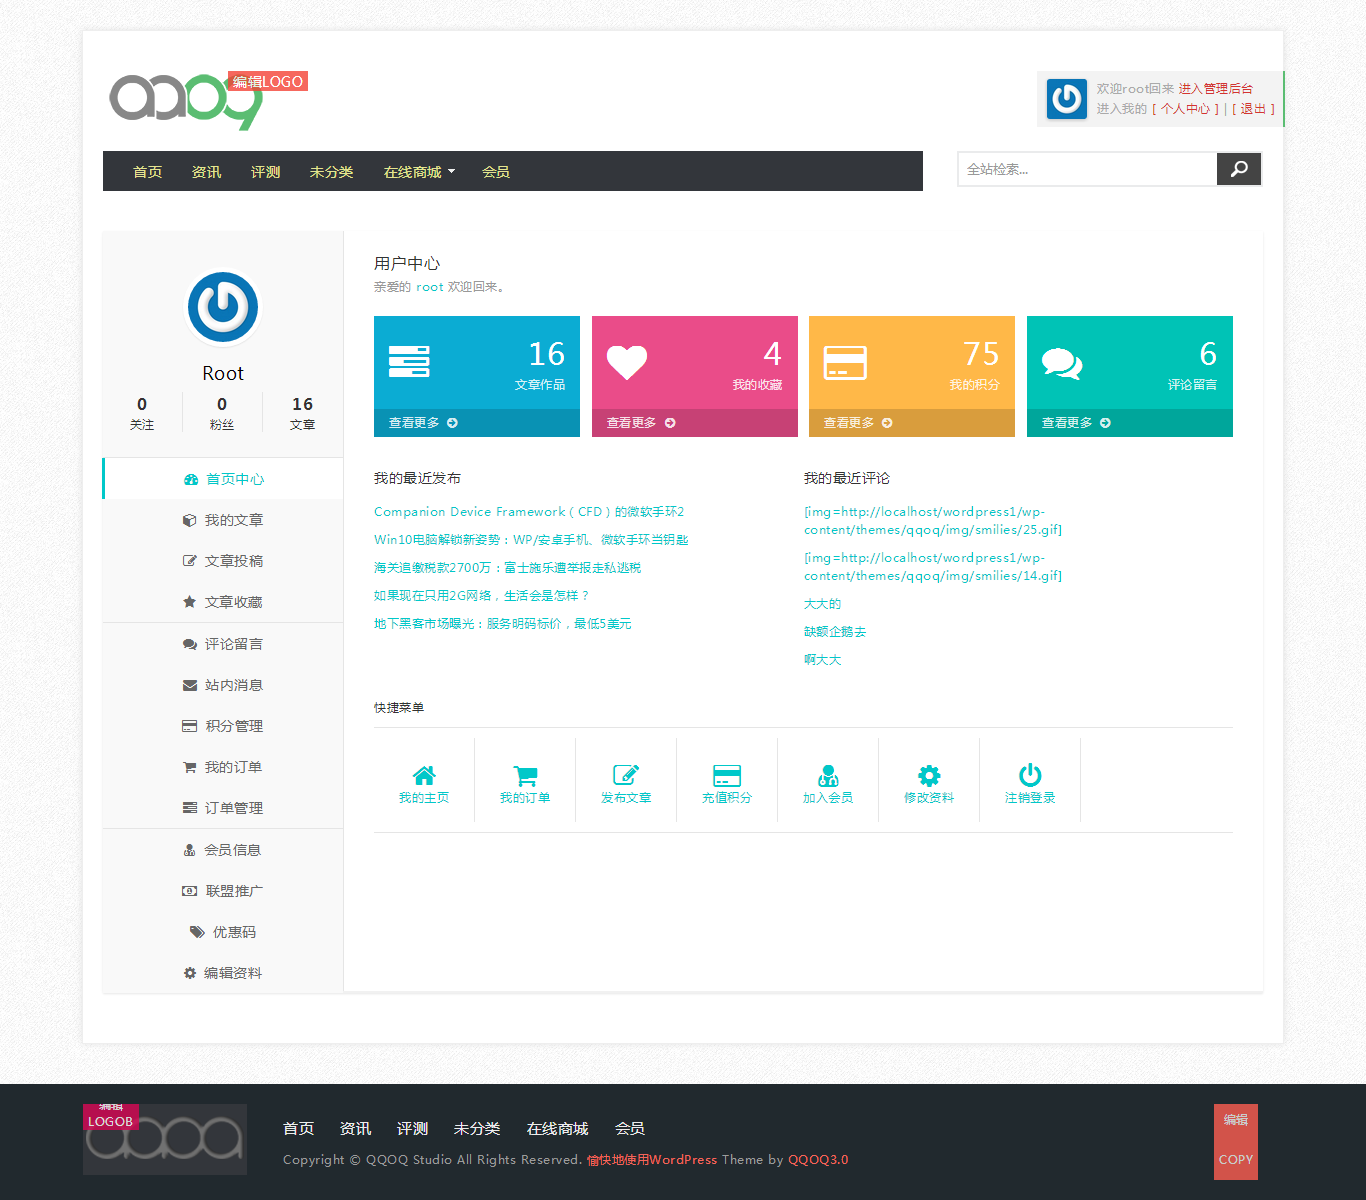 编辑LOGO
欢迎root回来 进入管理后台
进入我的 [ 个人中心 ] | [ 退出 ]
首页 资讯 评测 未分类 在线商城 会员
全站检索...
Root
0 0 16
关注 粉丝 文章
首页中心
我的文章
文章投稿
文章收藏
评论留言
站内消息
积分管理
我的订单
订单管理
会员信息
联盟推广
优惠码
编辑资料
用户中心
亲爱的 root 欢迎回来。
16
文章作品
查看更多
4
我的收藏
查看更多
75
我的积分
查看更多
6
评论留言
查看更多
我的最近发布
Companion Device Framework ( CFD ) 的微软手环2
Win10电脑解锁新姿势：WP/安卓手机、微软手环当钥匙
海关追缴税款2700万：富士施乐遭举报走私逃税
如果现在只用2G网络，生活会是怎样？
地下黑客市场曝光：服务明码标价，最低5美元
我的最近评论
[img=http://localhost/wordpress1/wp-
content/themes/qqoq/img/smilies/25.gif]
[img=http://localhost/wordpress1/wp-
content/themes/qqoq/img/smilies/14.gif]
大大的
缺额企鹅去
啊大大
快捷菜单
我的主页 我的订单 发布文章 充值积分 加入会员 修改资料 注销登录
编辑
LOGOB
首页 资讯 评测 未分类 在线商城 会员
Copyright © QQOQ Studio All Rights Reserved. 愉快地使用WordPress Theme by QQOQ3.0
编辑
COPY